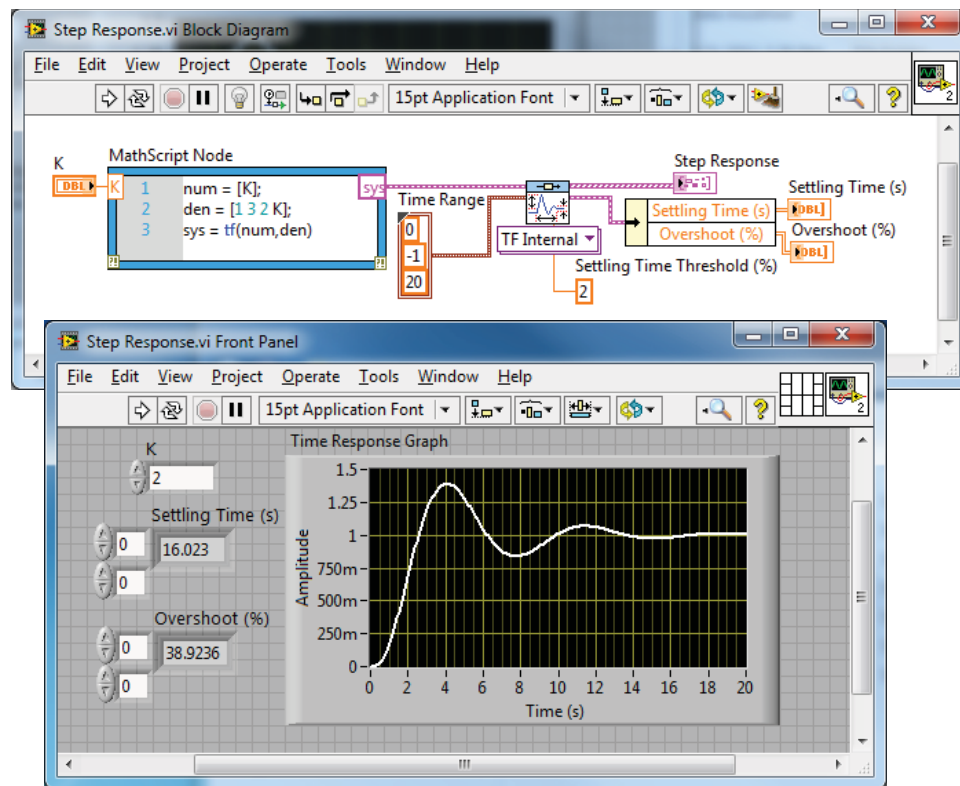 Step Response.vi Block Diagram
File Edit View Project Operate Tools Window Help
15pt Application Font
2
K
DBL
MathScript Node
K
1 num = [K];
2 den = [1 3 2 K];
3 sys = tf(num,den)
sys
Time Range
0
-1
20
TF Internal
Step Response
Settling Time (s)
Overshoot (%)
Settling Time (s)
DBL]
Overshoot (%)
DBL]
Settling Time Threshold (%)
2
Step Response.vi Front Panel
File Edit View Project Operate Tools Window Help
15pt Application Font
2
K
2
Settling Time (s)
0
16.023
0
Overshoot (%)
0
38.9236
0
Time Response Graph
Amplitude
1.5
1.25
1
750m
500m
250m
0
0 2 4 6 8 10 12 14 16 18 20
Time (s)